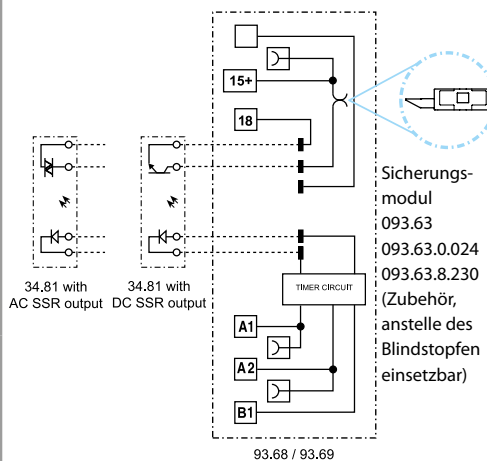 15+
18
Sicherungs-
modul
093.63
093.63.0.024
093.63.8.230
(Zubehör,
anstelle des
Blindstopfen
einsetzbar)
34.81 with
AC SSR output
34.81 with
DC SSR output
TIMER CIRCUIT
A1
A2
B1
93.68 / 93.69